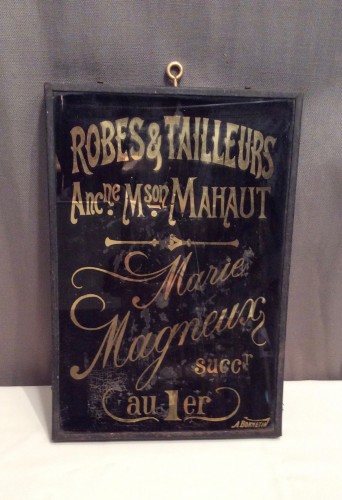 ROBES & TAILLEURS
Ancne Mson MAHAUT
Marie
Magneux
succr
au 1er